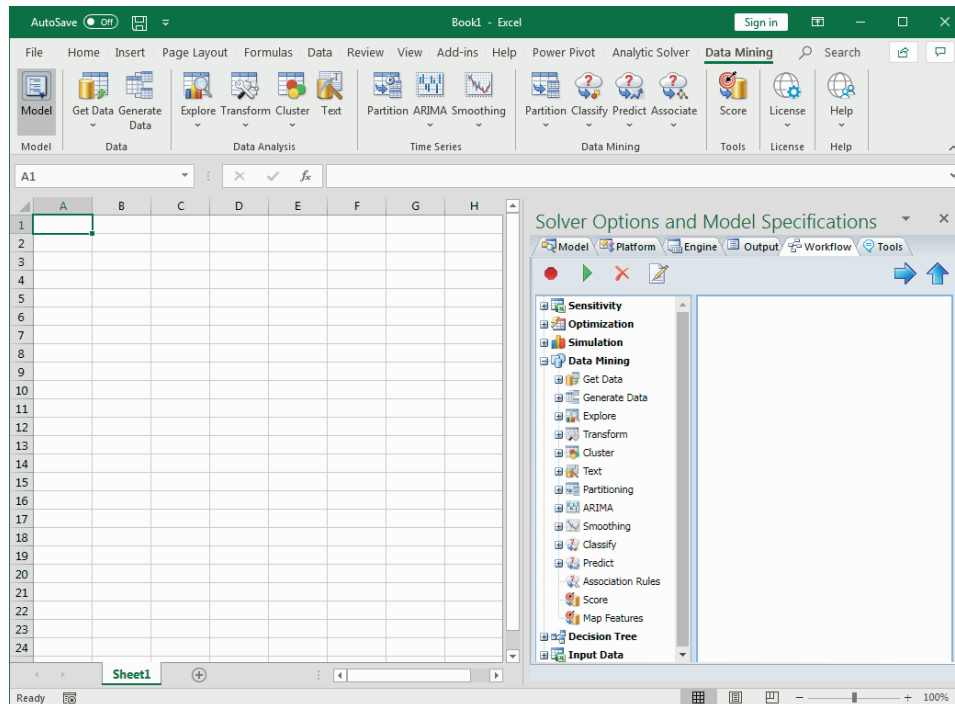 AutoSave Off Book1 - Excel Sign in
File Home Insert Page Layout Formulas Data Review View Add-ins Help Power Pivot Analytic Solver Data Mining Search
Model Get Data Generate Data Explore Transform Cluster Text Partition ARIMA Smoothing Partition Classify Predict Associate Score License Help
Model Data Data Analysis Time Series Data Mining Tools License Help
A1 fx
A B C D E F G H
Solver Options and Model Specifications
Model Platform Engine Output Workflow Tools
1
2
3
4
5
6
7
8
9
10
11
12
13
14
15
16
17
18
19
20
21
22
23
24
Sensitivity
Optimization
Simulation
Data Mining
Get Data
Generate Data
Explore
Transform
Cluster
Text
Partitioning
ARIMA
Smoothing
Classify
Predict
Association Rules
Score
Map Features
Decision Tree
Input Data
Sheet1
Ready 100%